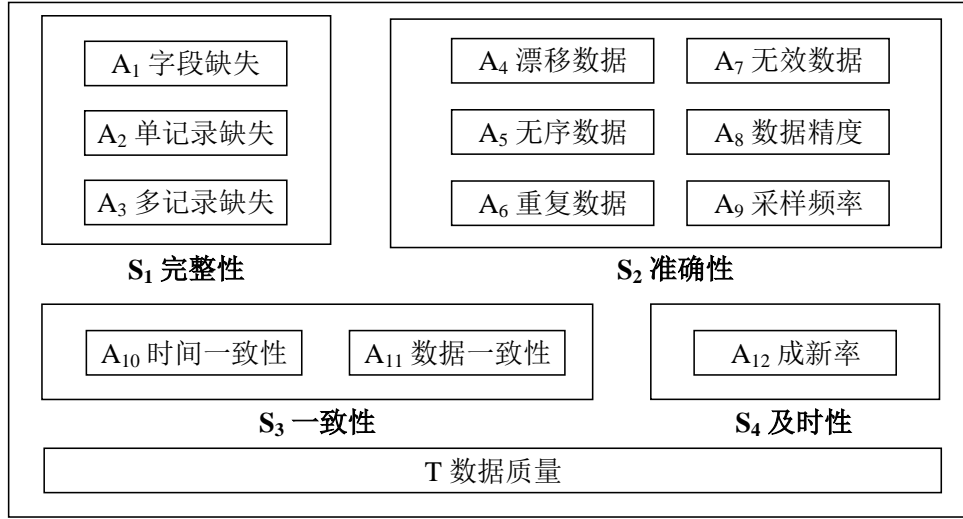 A₁ 字段缺失
A₂ 单记录缺失
A₃ 多记录缺失
S₁ 完整性
A₄ 漂移数据
A₇ 无效数据
A₅ 无序数据
A₈ 数据精度
A₆ 重复数据
A₉ 采样频率
S₂ 准确性
A₁₀ 时间一致性
A₁₁ 数据一致性
S₃ 一致性
A₁₂ 成新率
S₄ 及时性
T 数据质量